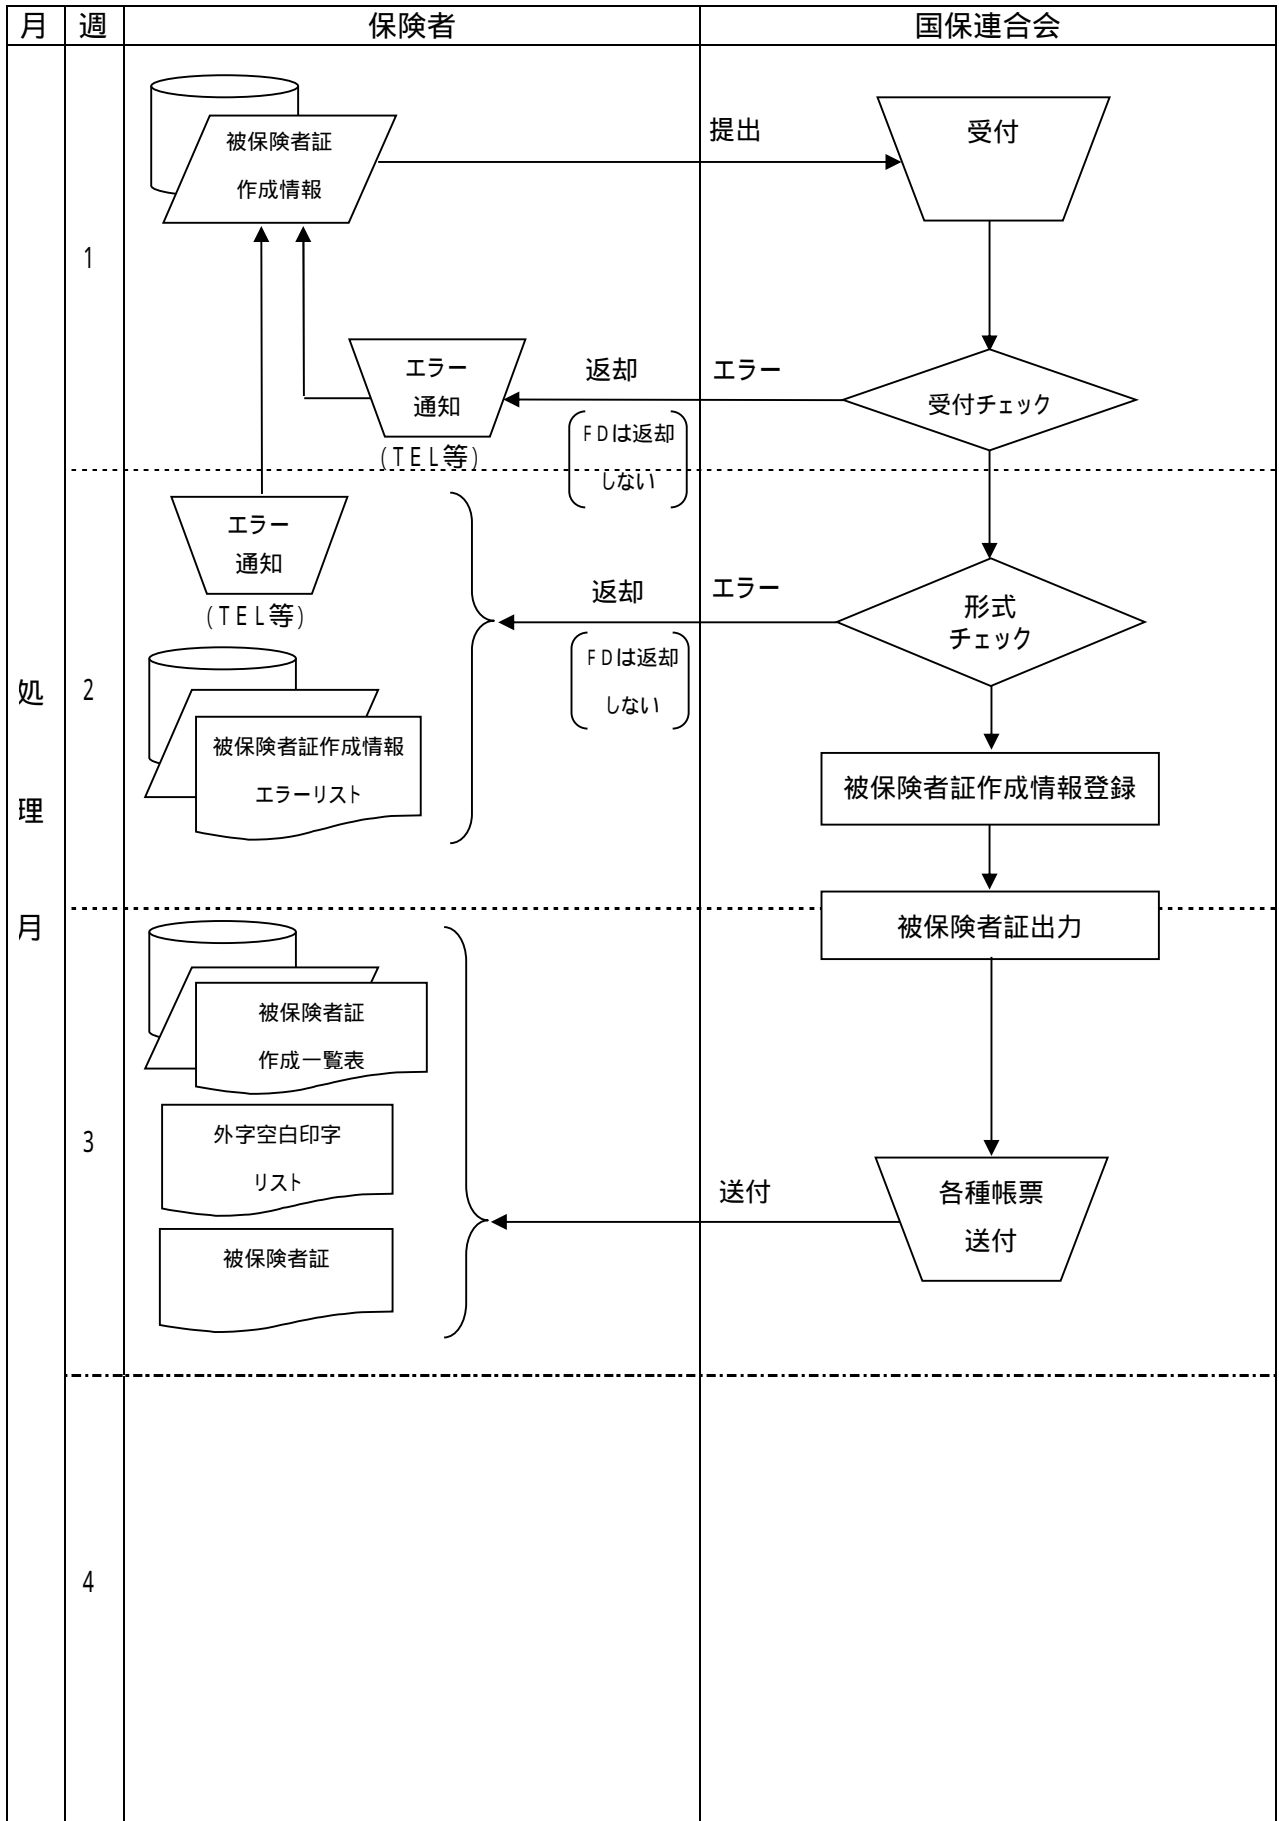 月 週 保険者 国保連合会
被保険者証
作成情報
提出
受付
1
エラー
通知
(TEL等)
返却
エラー
FDは返却
しない
受付チェック
処
理
月
2
エラー
通知
(TEL等)
返却
エラー
FDは返却
しない
形式
チェック
被保険者証作成情報
エラーリスト
被保険者証作成情報登録
被保険者証出力
3
被保険者証
作成一覧表
外字空白印字
リスト
被保険者証
送付
各種帳票
送付
4